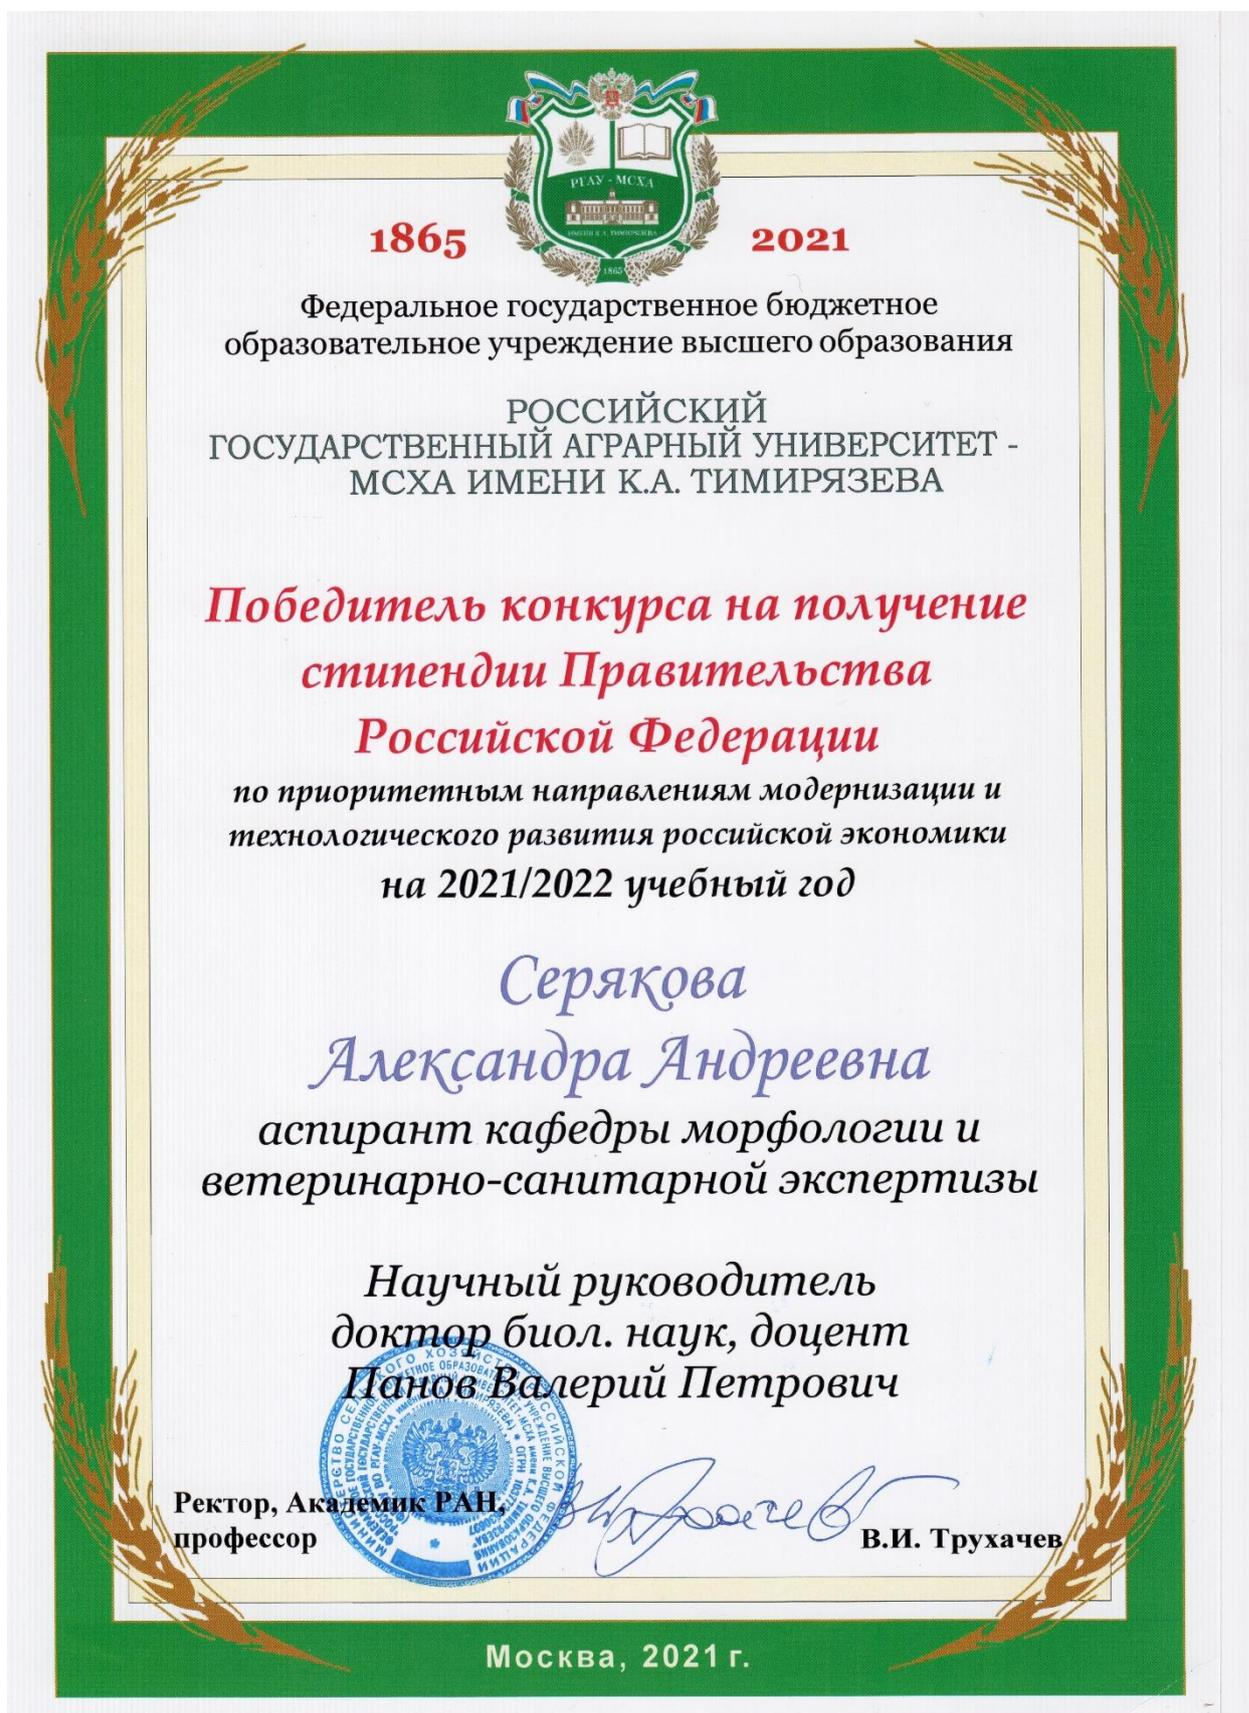 РГАУ - МСХА
ИМЕНИ К.А. ТИМИРЯЗЕВА
1865
1865 2021
Федеральное государственное бюджетное
образовательное учреждение высшего образования
РОССИЙСКИЙ
ГОСУДАРСТВЕННЫЙ АГРАРНЫЙ УНИВЕРСИТЕТ -
МСХА ИМЕНИ К.А. ТИМИРЯЗЕВА
Победитель конкурса на получение
стипендии Правительства
Российской Федерации
по приоритетным направлениям модернизации и
технологического развития российской экономики
на 2021/2022 учебный год
Серякова
Александра Андреевна
аспирант кафедры морфологии и
ветеринарно-санитарной экспертизы
Научный руководитель
доктор биол. наук, доцент
Панов Валерий Петрович
Ректор, Академик РАН,
профессор
В.И. Трухачев
Москва, 2021 г.